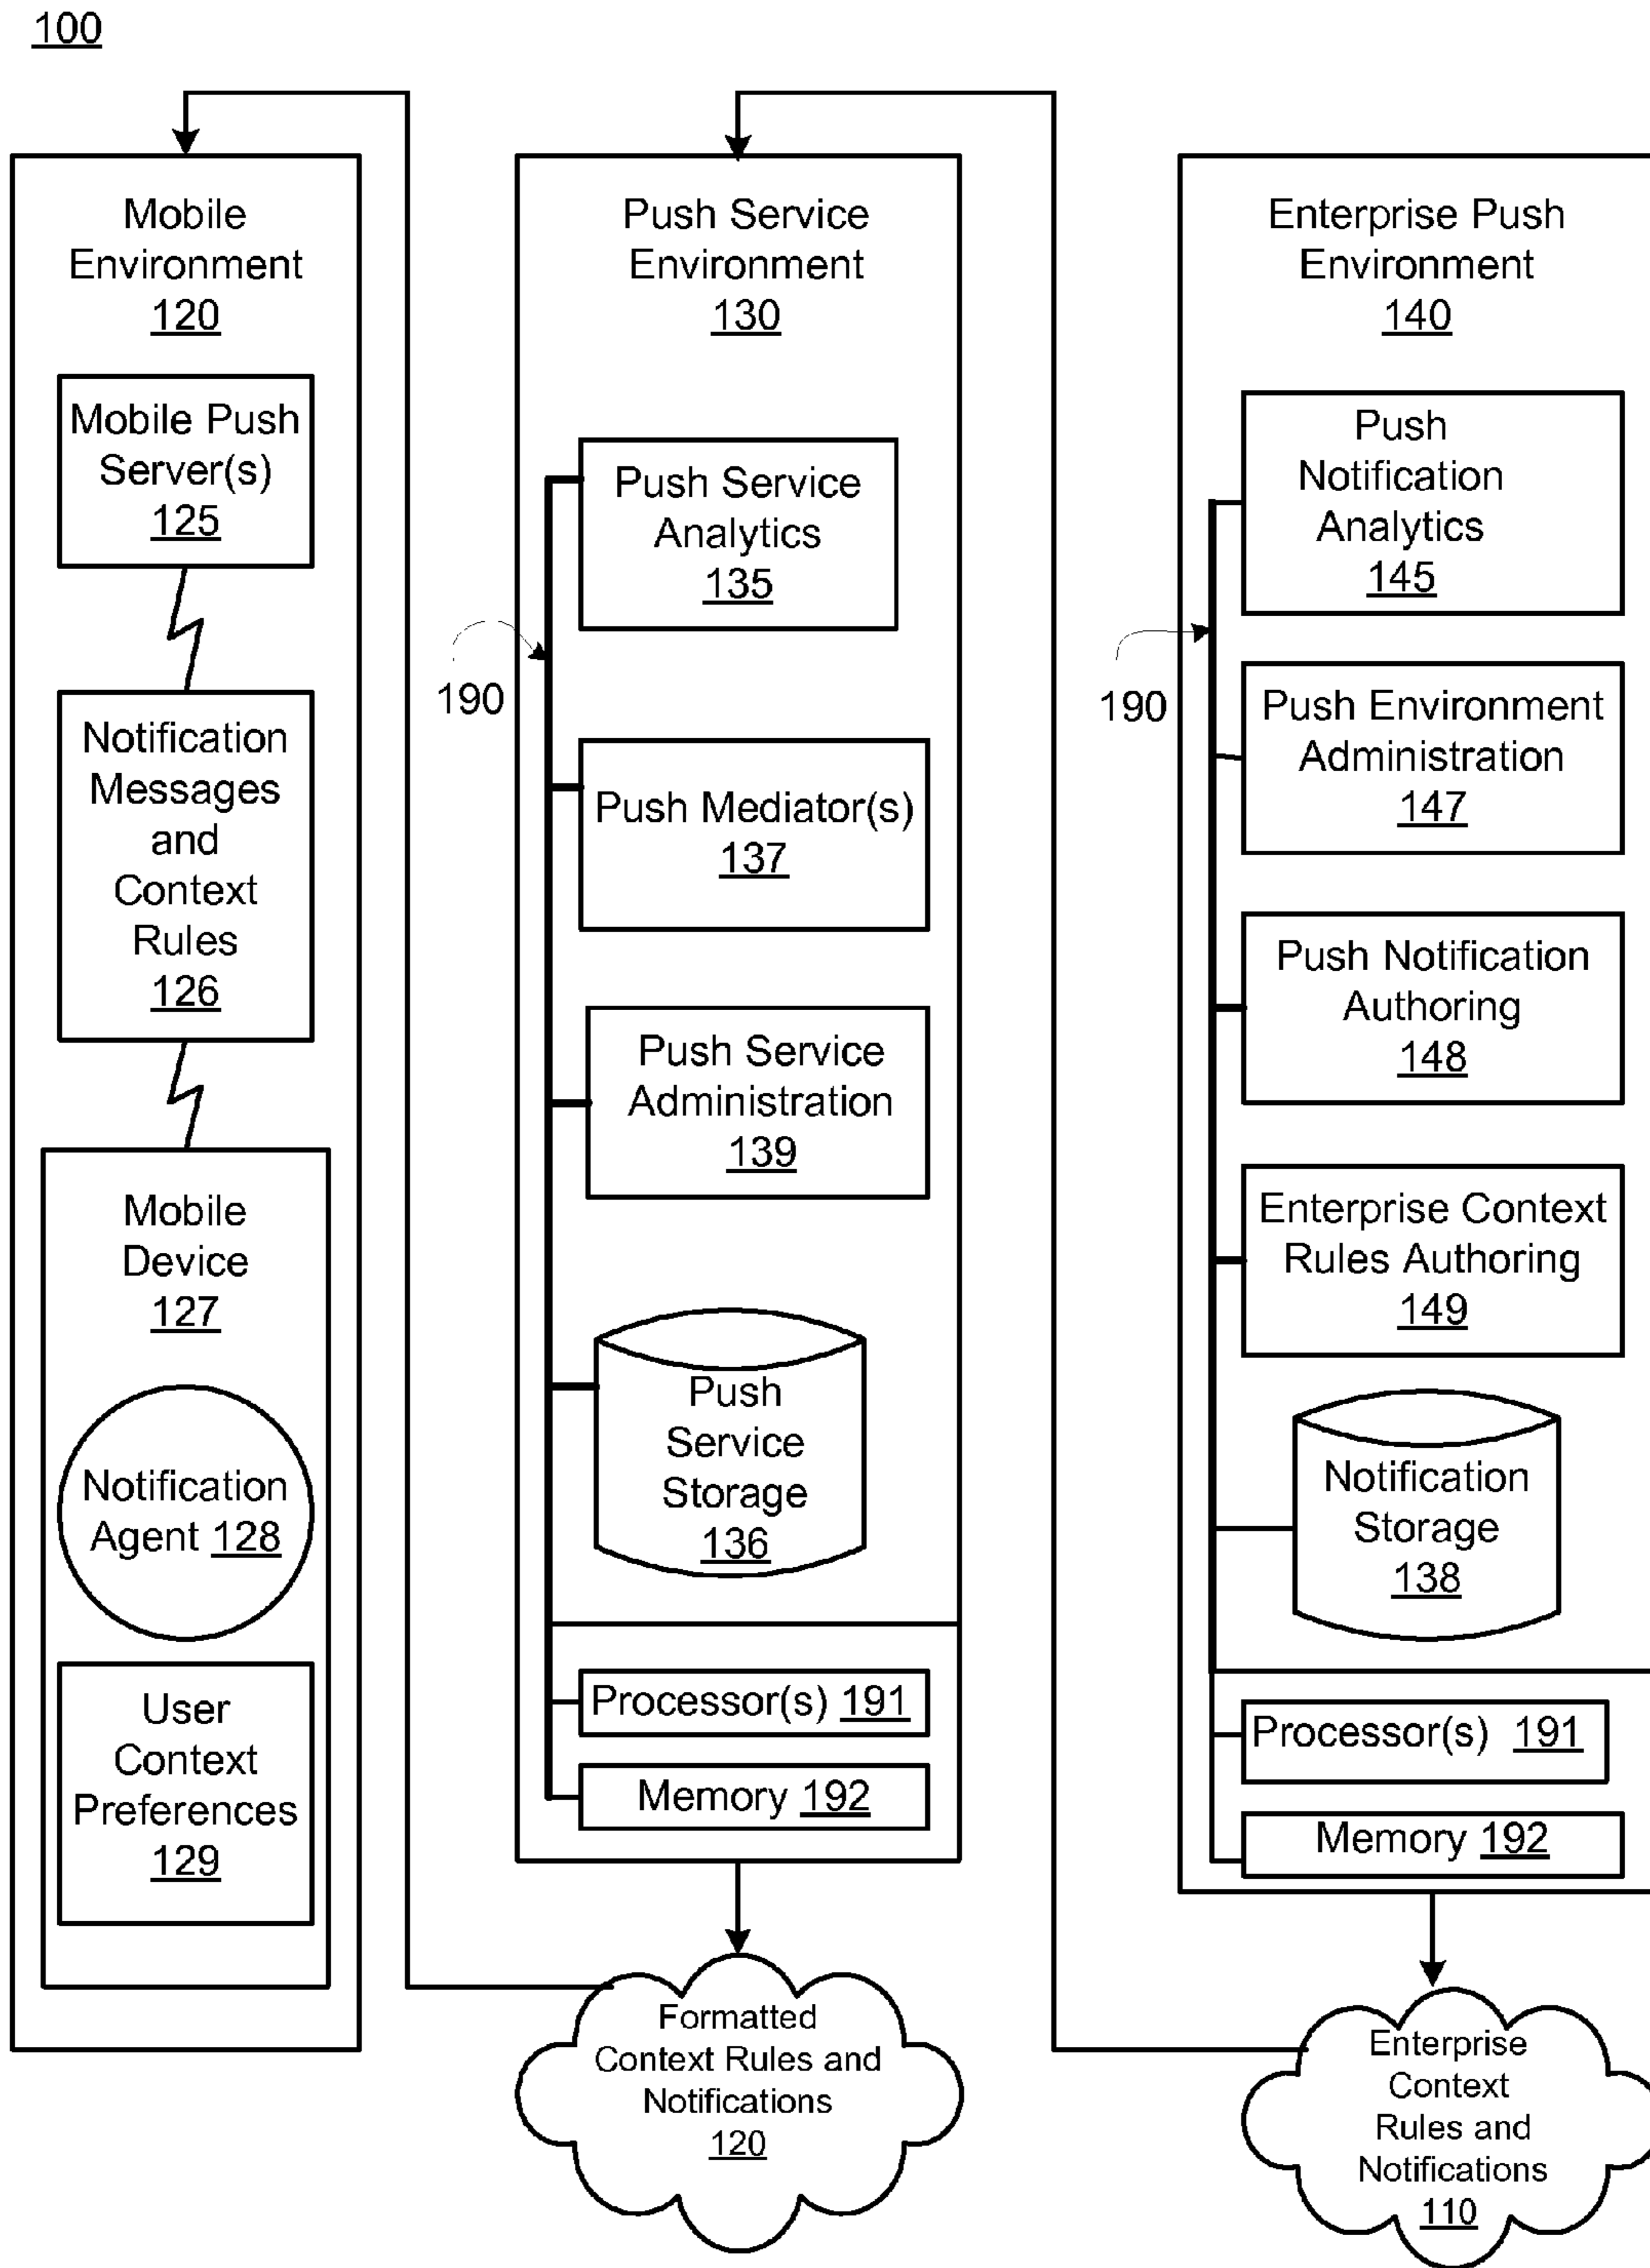 100
Mobile
Environment
120
Mobile Push
Server(s)
125
Notification
Messages
and
Context
Rules
126
Mobile
Device
127
Notification
Agent 128
User
Context
Preferences
129
Push Service
Environment
130
Push Service
Analytics
135
190
Push Mediator(s)
137
Push Service
Administration
139
Push
Service
Storage
136
Processor(s) 191
Memory 192
Formatted
Context Rules and
Notifications
120
Enterprise Push
Environment
140
Push
Notification
Analytics
145
190
Push Environment
Administration
147
Push Notification
Authoring
148
Enterprise Context
Rules Authoring
149
Notification
Storage
138
Processor(s) 191
Memory 192
Enterprise
Context
Rules and
Notifications
110